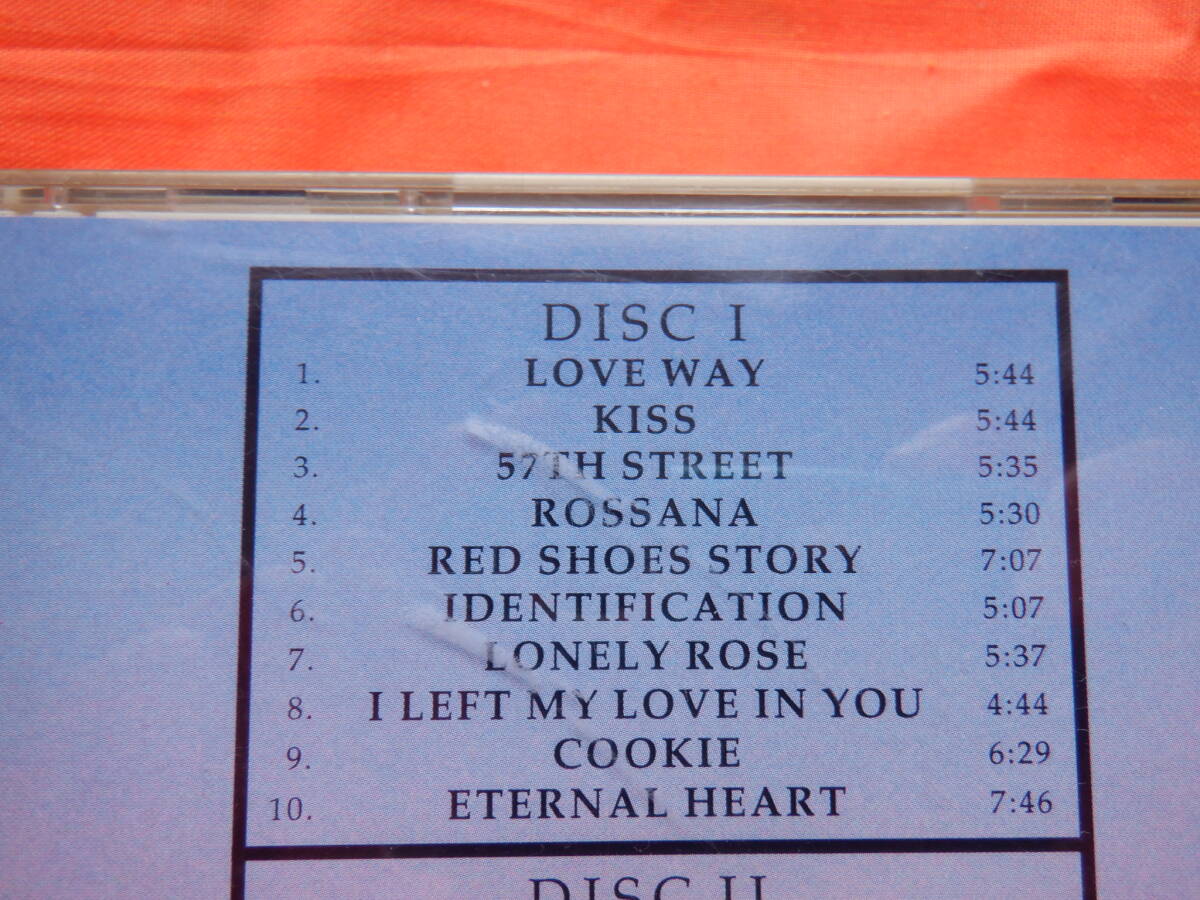 DISC I
1. LOVE WAY 5:44
2. KISS 5:44
3. 57TH STREET 5:35
4. ROSSANA 5:30
5. RED SHOES STORY 7:07
6. IDENTIFICATION 5:07
7. LONELY ROSE 5:37
8. I LEFT MY LOVE IN YOU 4:44
9. COOKIE 6:29
10. ETERNAL HEART 7:46
DISC II